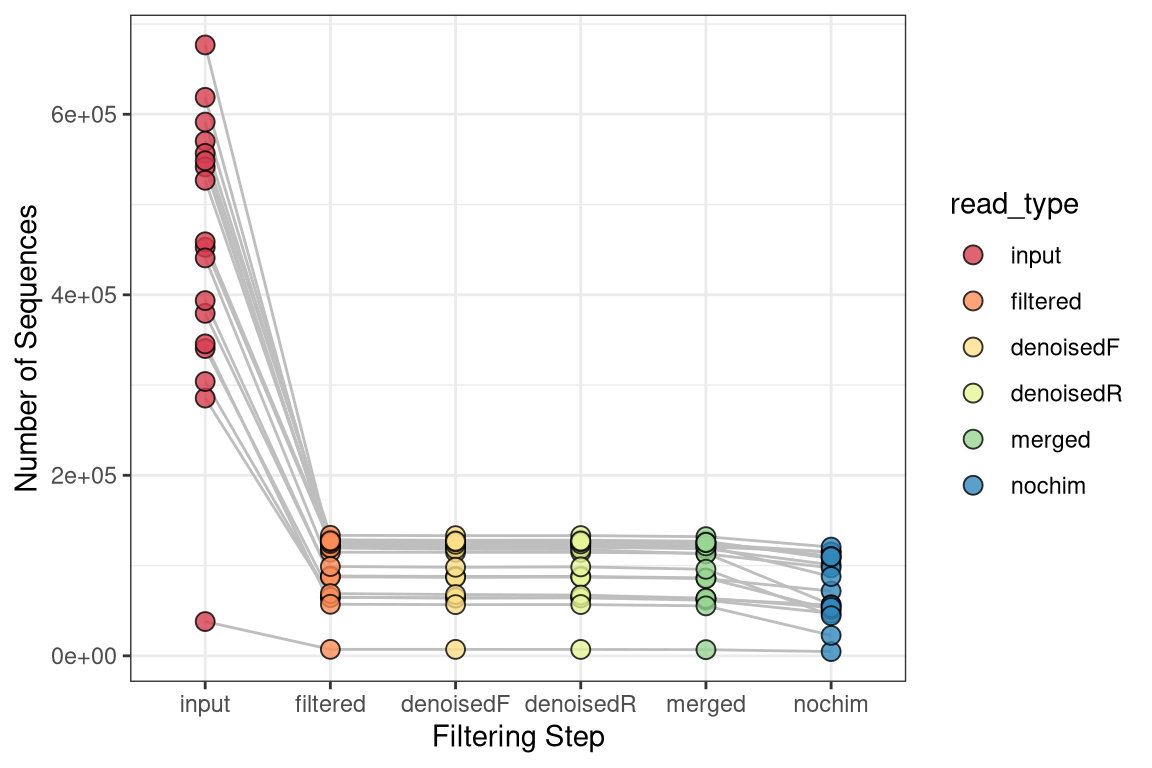 6e+05
4e+05
2e+05
0e+00
Number of Sequences
input filtered denoisedF denoisedR merged nochim
Filtering Step
read_type
input
filtered
denoisedF
denoisedR
merged
nochim